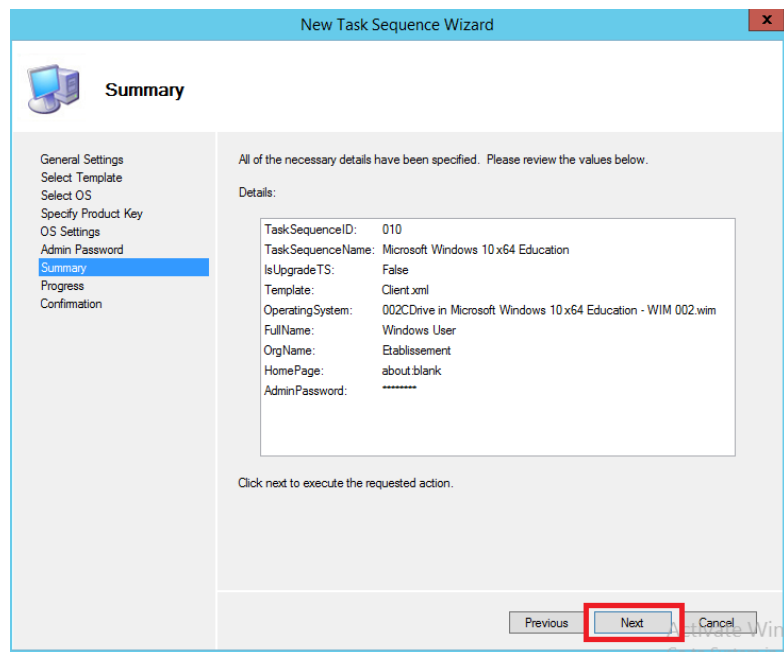 New Task Sequence Wizard
x
Summary
General Settings
Select Template
Select OS
Specify Product Key
OS Settings
Admin Password
Summary
Progress
Confirmation
All of the necessary details have been specified. Please review the values below.
Details:
TaskSequenceID: 010
TaskSequenceName: Microsoft Windows 10 x64 Education
IsUpgradeTS: False
Template: Client.xml
OperatingSystem: 002CDrive in Microsoft Windows 10 x64 Education - WIM 002.wim
FullName: Windows User
OrgName: Etablissement
HomePage: about:blank
AdminPassword: ********
Click next to execute the requested action.
Previous Next Cancel
Activate Win